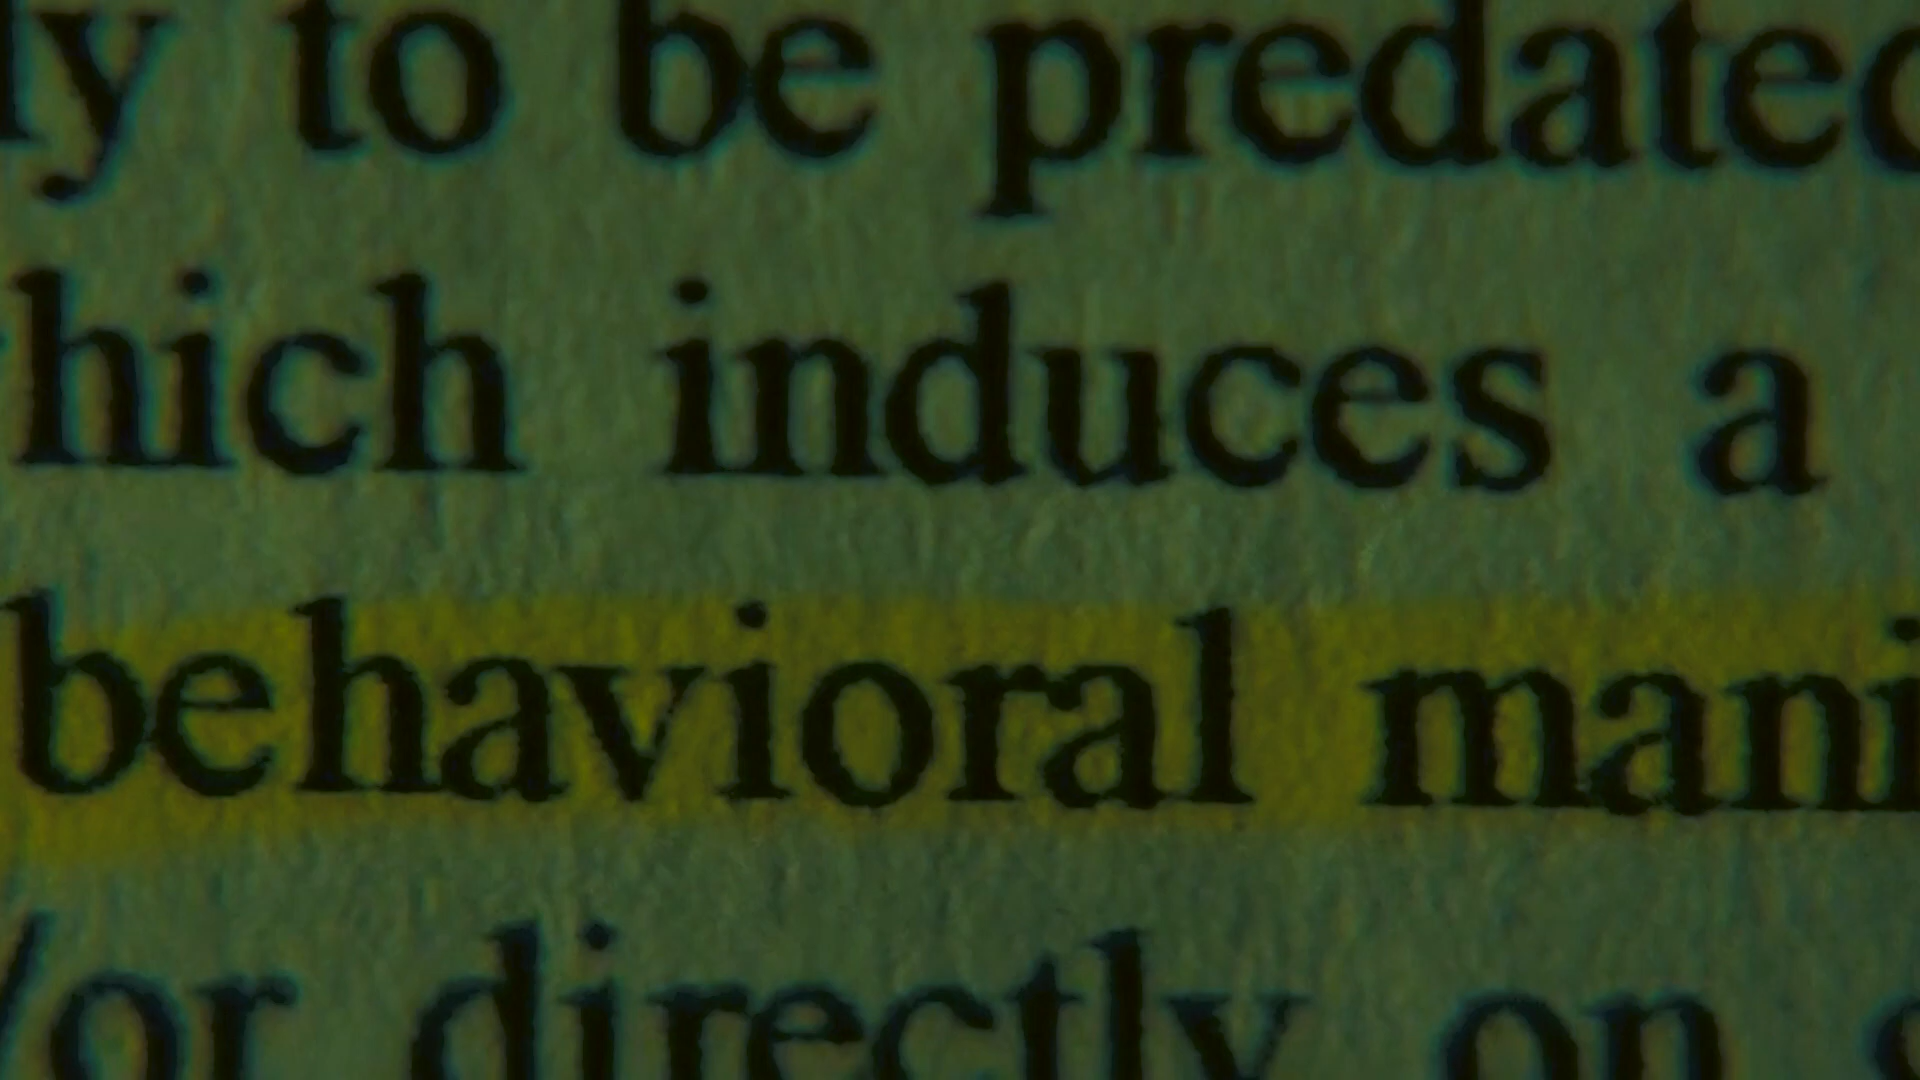 ly to be predated
hich induces a
behavioral mani
/or directly on